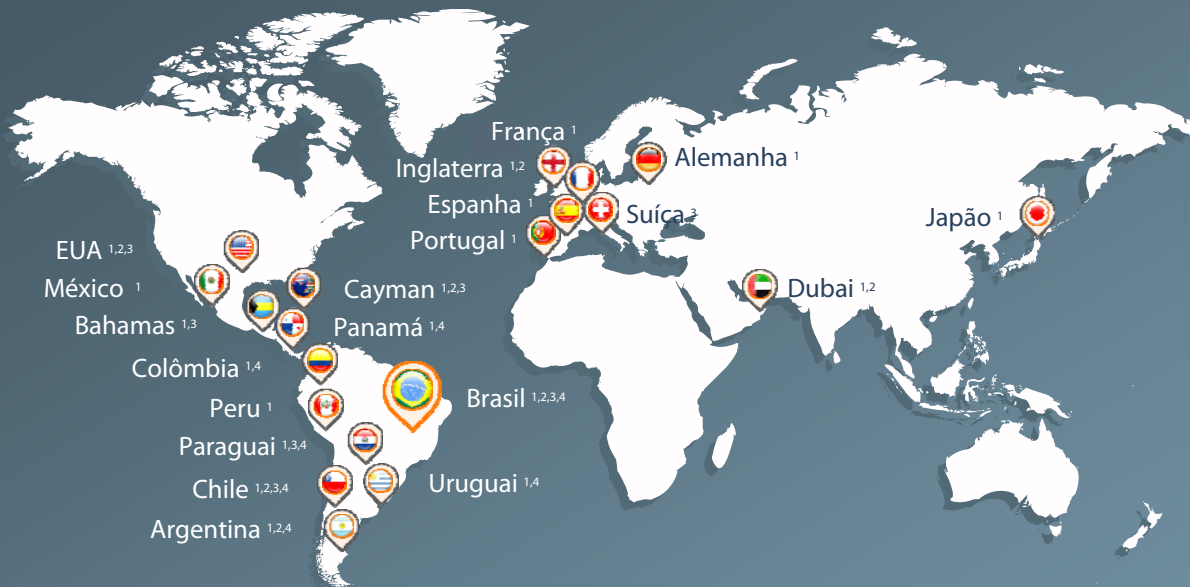 França 1
Inglaterra 1,2
Alemanha 1
Espanha 1
Suíça 3
Portugal 1
Japão 1
EUA 1,2,3
México 1
Cayman 1,2,3
Dubai 1,2
Bahamas 1,3
Panamá 1,4
Colômbia 1,4
Peru 1
Brasil 1,2,3,4
Paraguai 1,3,4
Chile 1,2,3,4
Uruguai 1,4
Argentina 1,2,4